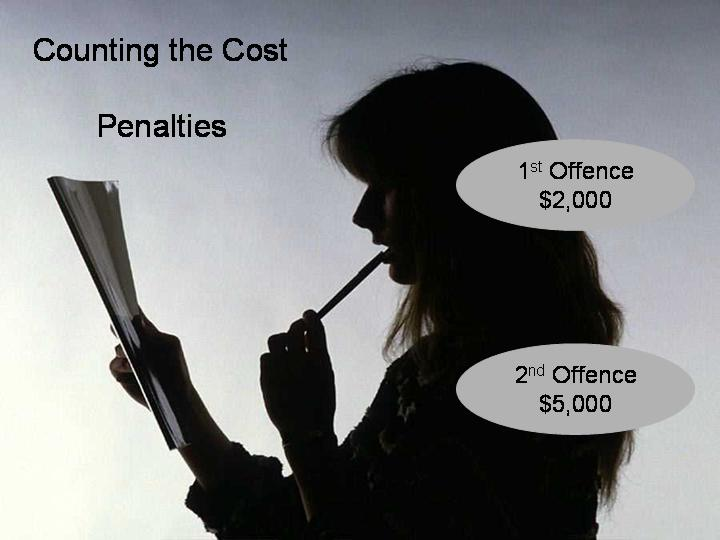 Counting the Cost
Penalties
1st Offence
$2,000
2nd Offence
$5,000